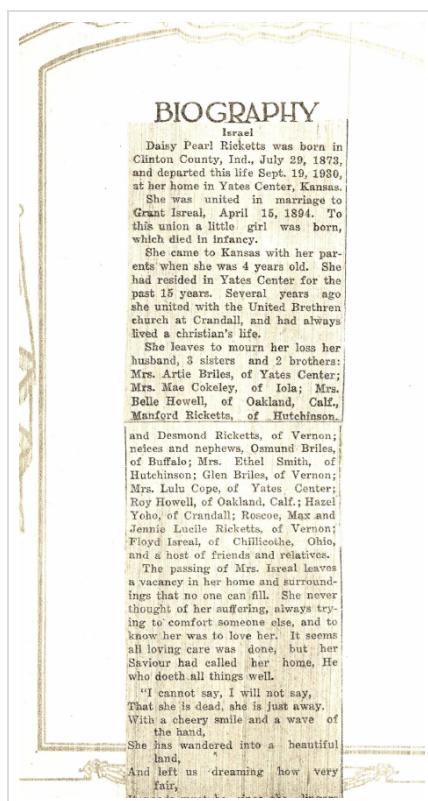 BIOGRAPHY
Israel
Daisy Pearl Ricketts was born in
Clinton County, Ind., July 29, 1873,
and departed this life Sept. 19, 1930,
at her home in Yates Center, Kansas.
She was united in marriage to
Grant Isreal, April 15, 1894. To
this union a little girl was born,
which died in infancy.
She came to Kansas with her par-
ents when she was 4 years old. She
had resided in Yates Center for the
past 15 years. Several years ago
she united with the United Brethren
church at Crandall, and had always
lived a christian's life.
She leaves to mourn her loss her
husband, 3 sisters and 2 brothers:
Mrs. Artie Briles, of Yates Center;
Mrs. Mae Cokeley, of Iola; Mrs.
Belle Howell, of Oakland, Calf.,
Manford Ricketts, of Hutchinson,
and Desmond Ricketts, of Vernon;
neices and nephews, Osmund Briles,
of Buffalo; Mrs. Ethel Smith, of
Hutchinson; Glen Briles, of Vernon;
Mrs. Lulu Cope, of Yates Center;
Roy Howell, of Oakland, Calf.; Hazel
Yoho, of Crandall; Roscoe, Max and
Jennie Lucile Ricketts, of Vernon;
Floyd Isreal, of Chillicothe, Ohio,
and a host of friends and relatives.
The passing of Mrs. Isreal leaves
a vacancy in her home and surround-
ings that no one can fill. She never
thought of her suffering, always try-
ing to comfort someone else, and to
know her was to love her. It seems
all loving care was done, but her
Saviour had called her home, He
who doeth all things well.
"I cannot say, I will not say,
That she is dead, she is just away.
With a cheery smile and a wave of
the hand,
She has wandered into a beautiful
land,
And left us dreaming how very
fair,